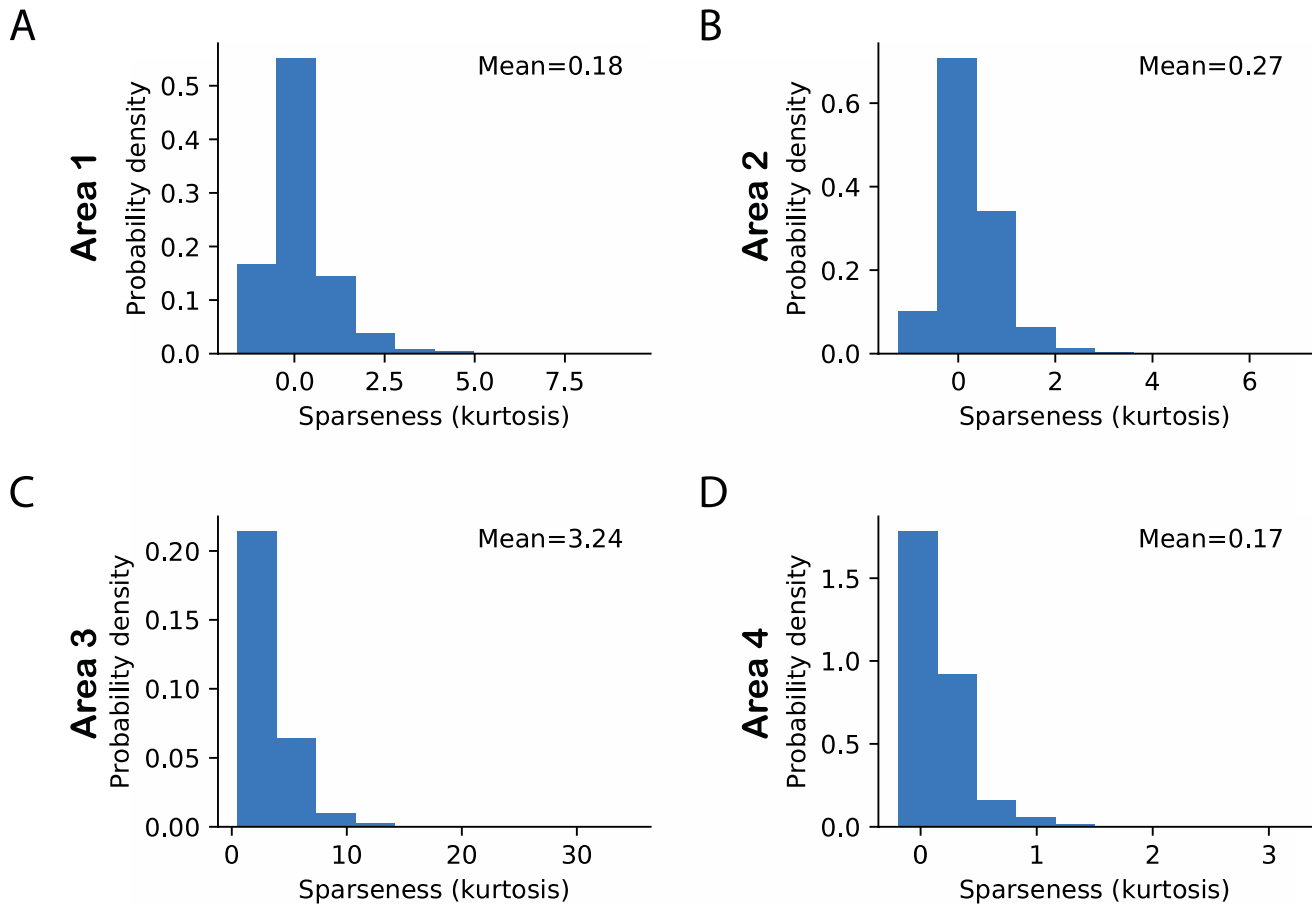 A
Area 1
Probability density
0.5
0.4
0.3
0.2
0.1
0.0
Mean=0.18
0.0 2.5 5.0 7.5
Sparseness (kurtosis)
B
Area 2
Probability density
0.6
0.4
0.2
0.0
Mean=0.27
0 2 4 6
Sparseness (kurtosis)
C
Area 3
Probability density
0.20
0.15
0.10
0.05
0.00
Mean=3.24
0 10 20 30
Sparseness (kurtosis)
D
Area 4
Probability density
1.5
1.0
0.5
0.0
Mean=0.17
0 1 2 3
Sparseness (kurtosis)